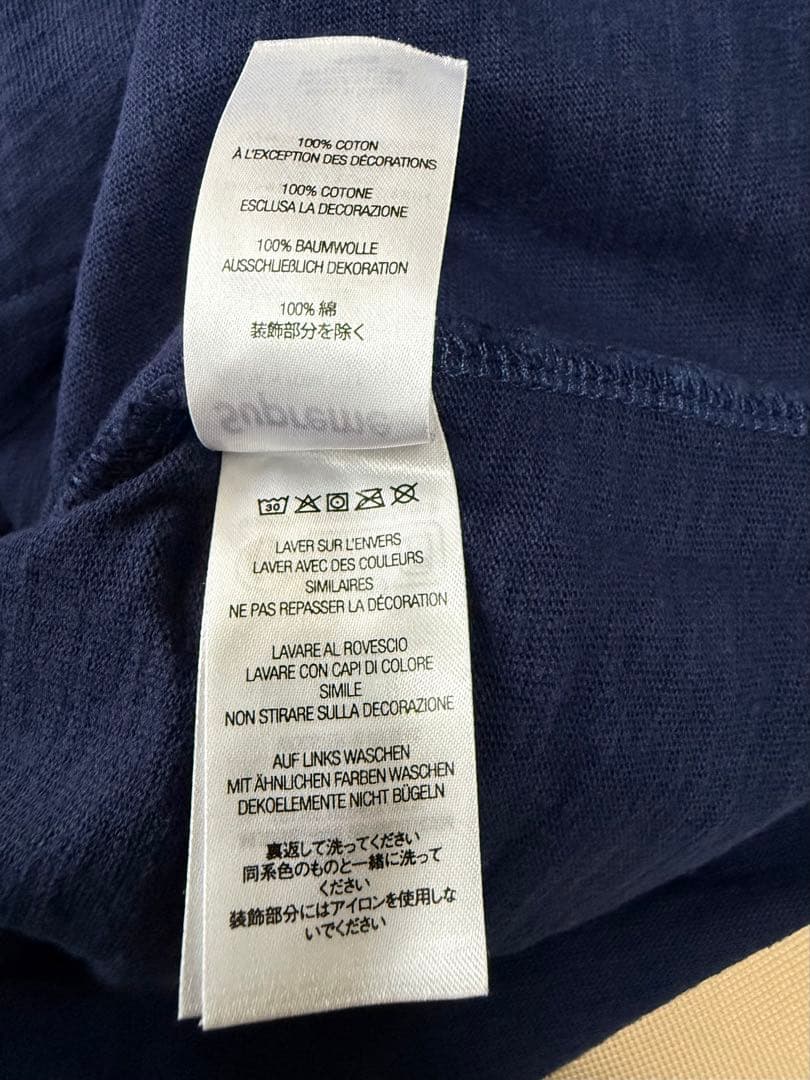 100% COTON
À L'EXCEPTION DES DÉCORATIONS
100% COTONE
ESCLUSA LA DECORAZIONE
100% BAUMWOLLE
AUSSCHLIEßLICH DEKORATION
100% 綿
装飾部分を除く
Supreme
30
LAVER SUR L'ENVERS
LAVER AVEC DES COULEURS
SIMILAIRES
NE PAS REPASSER LA DÉCORATION
LAVARE AL ROVESCIO
LAVARE CON CAPI DI COLORE
SIMILE
NON STIRARE SULLA DECORAZIONE
AUF LINKS WASCHEN
MIT ÄHNLICHEN FARBEN WASCHEN
DEKOELEMENTE NICHT BÜGELN
裏返して洗ってください
同系色のものと一緒に洗って
ください
装飾部分にはアイロンを使用しな
いでください